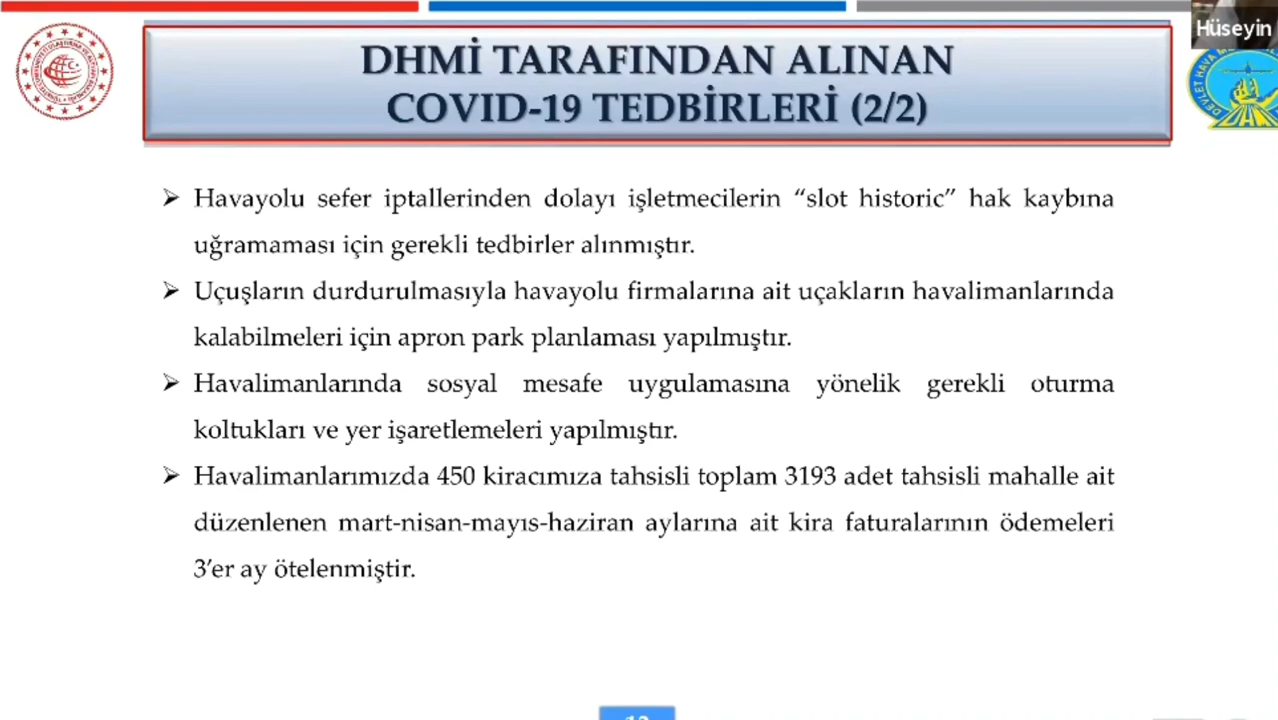 Hüseyin
DHMİ TARAFINDAN ALINAN
COVID-19 TEDBİRLERİ (2/2)
➢ Havayolu sefer iptallerinden dolayı işletmecilerin “slot historic” hak kaybına
uğramaması için gerekli tedbirler alınmıştır.
➢ Uçuşların durdurulmasıyla havayolu firmalarına ait uçakların havalimanlarında
kalabilmeleri için apron park planlaması yapılmıştır.
➢ Havalimanlarında sosyal mesafe uygulamasına yönelik gerekli oturma
koltukları ve yer işaretlemeleri yapılmıştır.
➢ Havalimanlarımızda 450 kiracımıza tahsisli toplam 3193 adet tahsisli mahalle ait
düzenlenen mart-nisan-mayıs-haziran aylarına ait kira faturalarının ödemeleri
3’er ay ötelenmiştir.